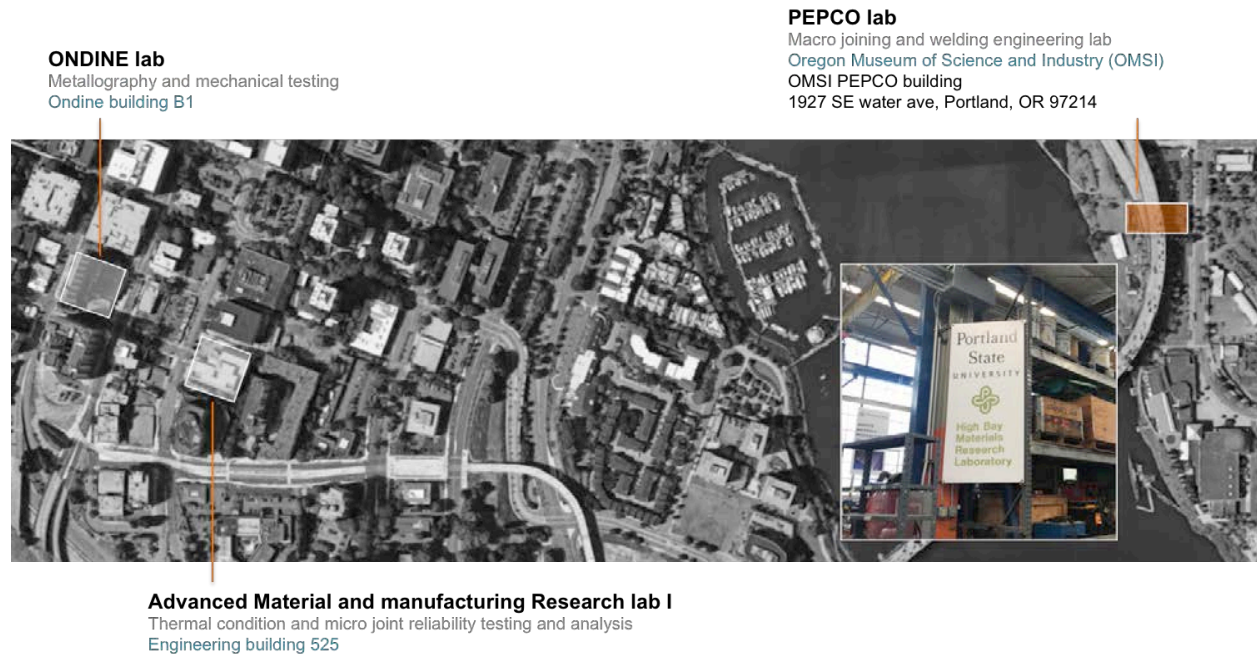 ONDINE lab
Metallography and mechanical testing
Ondine building B1
PEPCO lab
Macro joining and welding engineering lab
Oregon Museum of Science and Industry (OMSI)
OMSI PEPCO building
1927 SE water ave, Portland, OR 97214
Portland
State
UNIVERSITY
High Bay
Materials
Research
Laboratory
Advanced Material and manufacturing Research lab I
Thermal condition and micro joint reliability testing and analysis
Engineering building 525